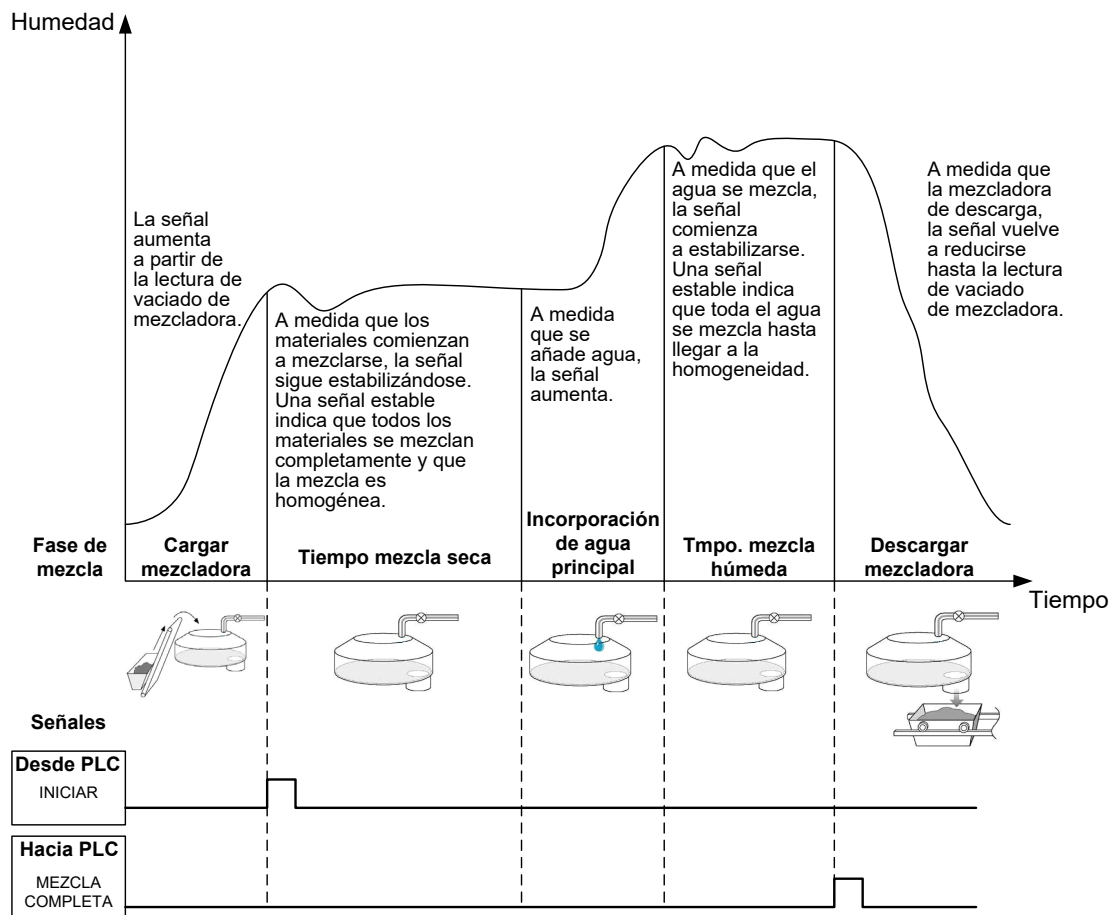 Humedad
La señal
aumenta
a partir de
la lectura de
vaciado de
mezcladora.
A medida que los
materiales comienzan
a mezclarse, la señal
sigue estabilizándose.
Una señal estable
indica que todos los
materiales se mezclan
completamente y que
la mezcla es
homogénea.
A medida
que se
añade agua,
la señal
aumenta.
A medida que el
agua se mezcla,
la señal
comienza
a estabilizarse.
Una señal
estable indica
que toda el agua
se mezcla hasta
llegar a la
homogeneidad.
A medida que
la mezcladora
de descarga,
la señal vuelve
a reducirse
hasta la lectura
de vaciado
de mezcladora.
Fase de
mezcla
Cargar
mezcladora
Tiempo mezcla seca
Incorporación
de agua
principal
Tmpo. mezcla
húmeda
Descargar
mezcladora
Tiempo
Señales
Desde PLC
INICIAR
Hacia PLC
MEZCLA
COMPLETA